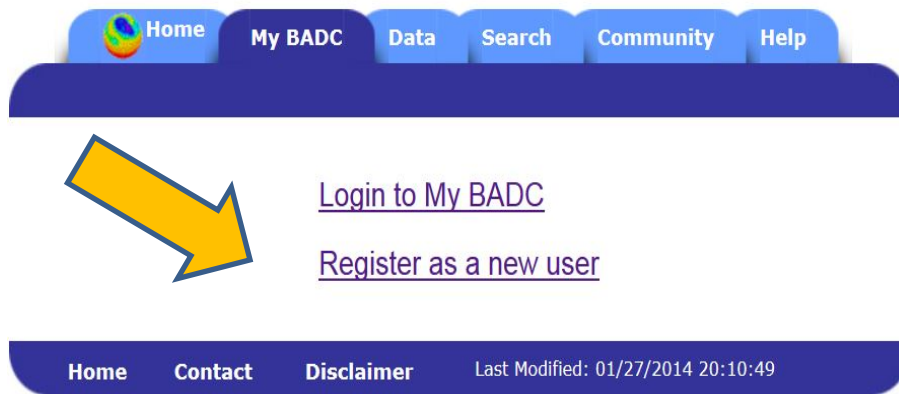 Home My BADC Data Search Community Help
Login to My BADC
Register as a new user
Home Contact Disclaimer Last Modified: 01/27/2014 20:10:49